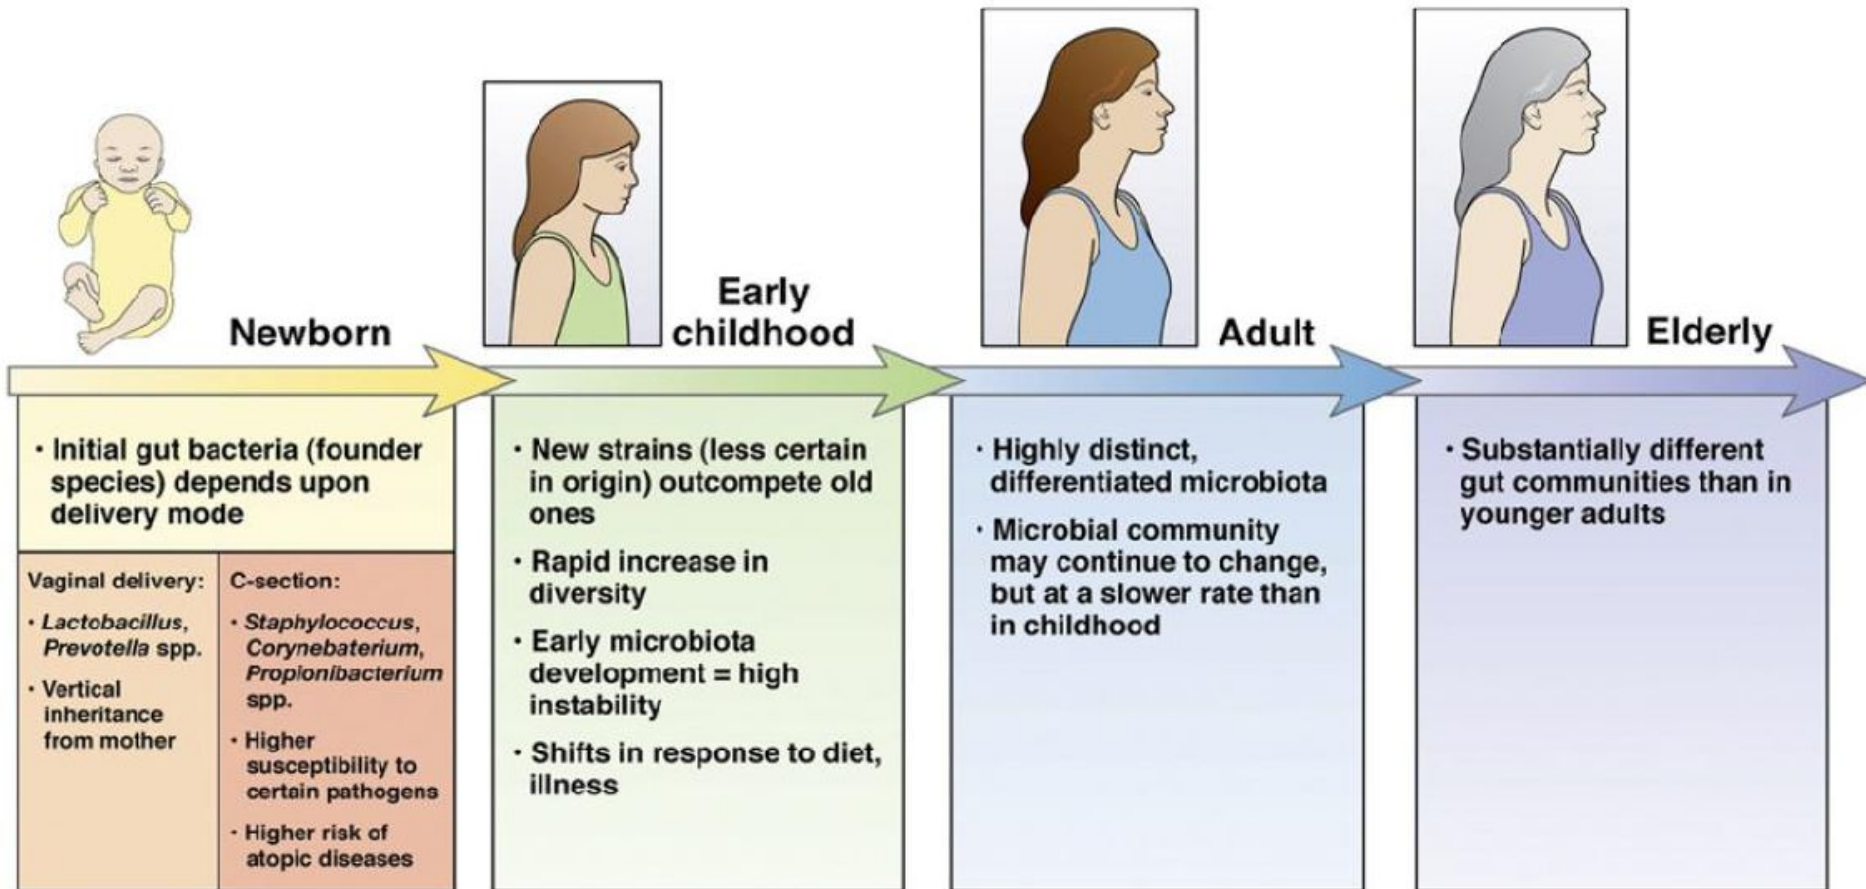 Newborn
Early
childhood
Adult
Elderly
· Initial gut bacteria (founder
species) depends upon
delivery mode
Vaginal delivery:
· Lactobacillus,
Prevotella spp.
· Vertical
inheritance
from mother
C-section:
· Staphylococcus,
Corynebaterium,
Propionibacterium
spp.
· Higher
susceptibility to
certain pathogens
· Higher risk of
atopic diseases
· New strains (less certain
in origin) outcompete old
ones
· Rapid increase in
diversity
· Early microbiota
development = high
instability
· Shifts in response to diet,
illness
· Highly distinct,
differentiated microbiota
· Microbial community
may continue to change,
but at a slower rate than
in childhood
· Substantially different
gut communities than in
younger adults